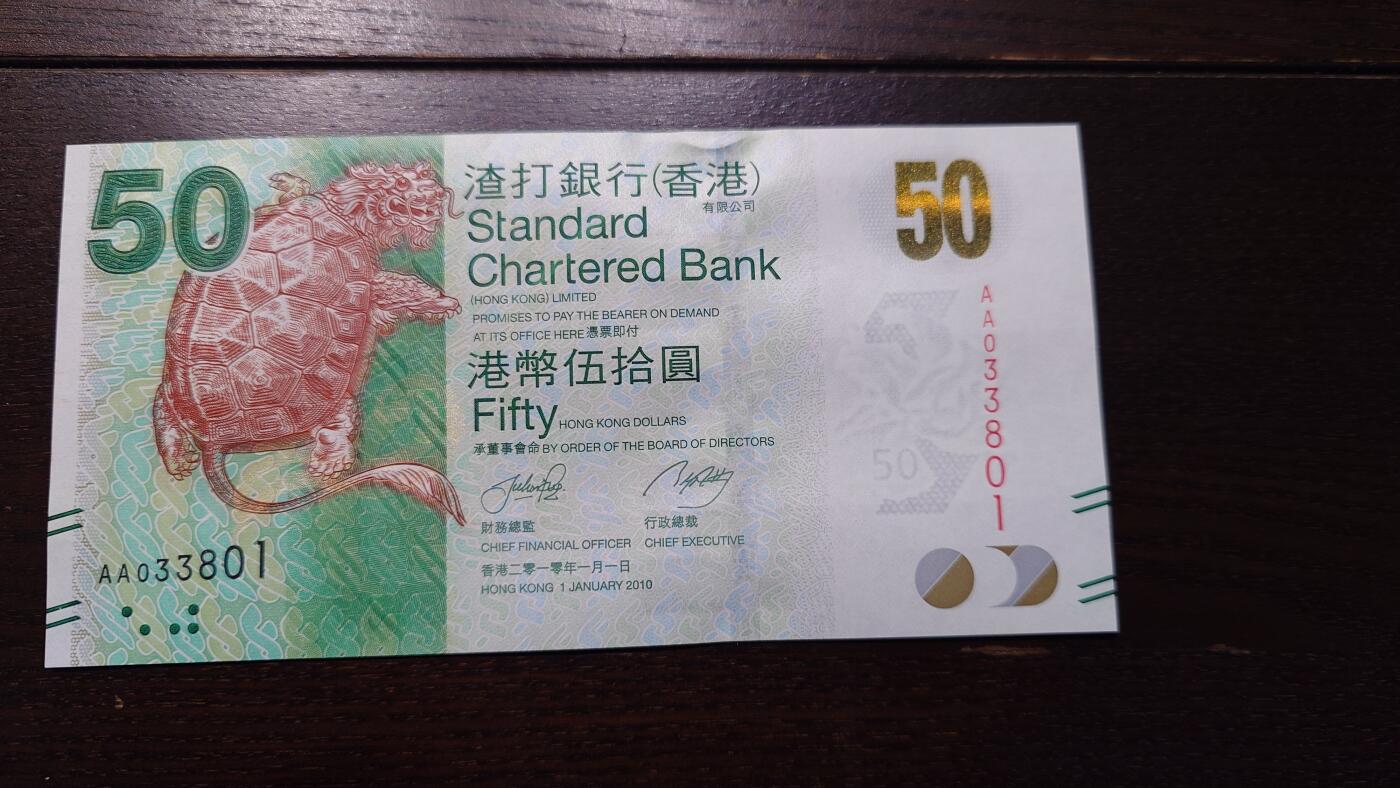 50
渣打銀行(香港)
有限公司
Standard
Chartered Bank
(HONG KONG) LIMITED
PROMISES TO PAY THE BEARER ON DEMAND
AT ITS OFFICE HERE 憑票即付
港幣伍拾圓
Fifty HONG KONG DOLLARS
承董事會命 BY ORDER OF THE BOARD OF DIRECTORS
財務總監 行政總裁
CHIEF FINANCIAL OFFICER CHIEF EXECUTIVE
香港二零一零年一月一日
HONG KONG 1 JANUARY 2010
AA033801
50
AA033801
50